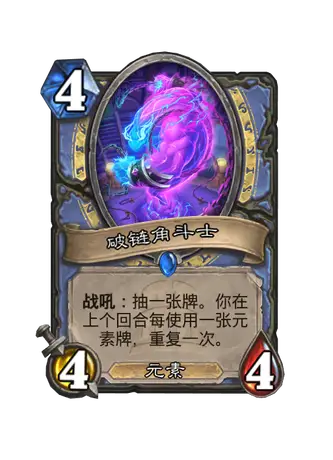 4
破链角斗士
战吼：抽一张牌。你在
上个回合每使用一张元
素牌，重复一次。
4
元素
4